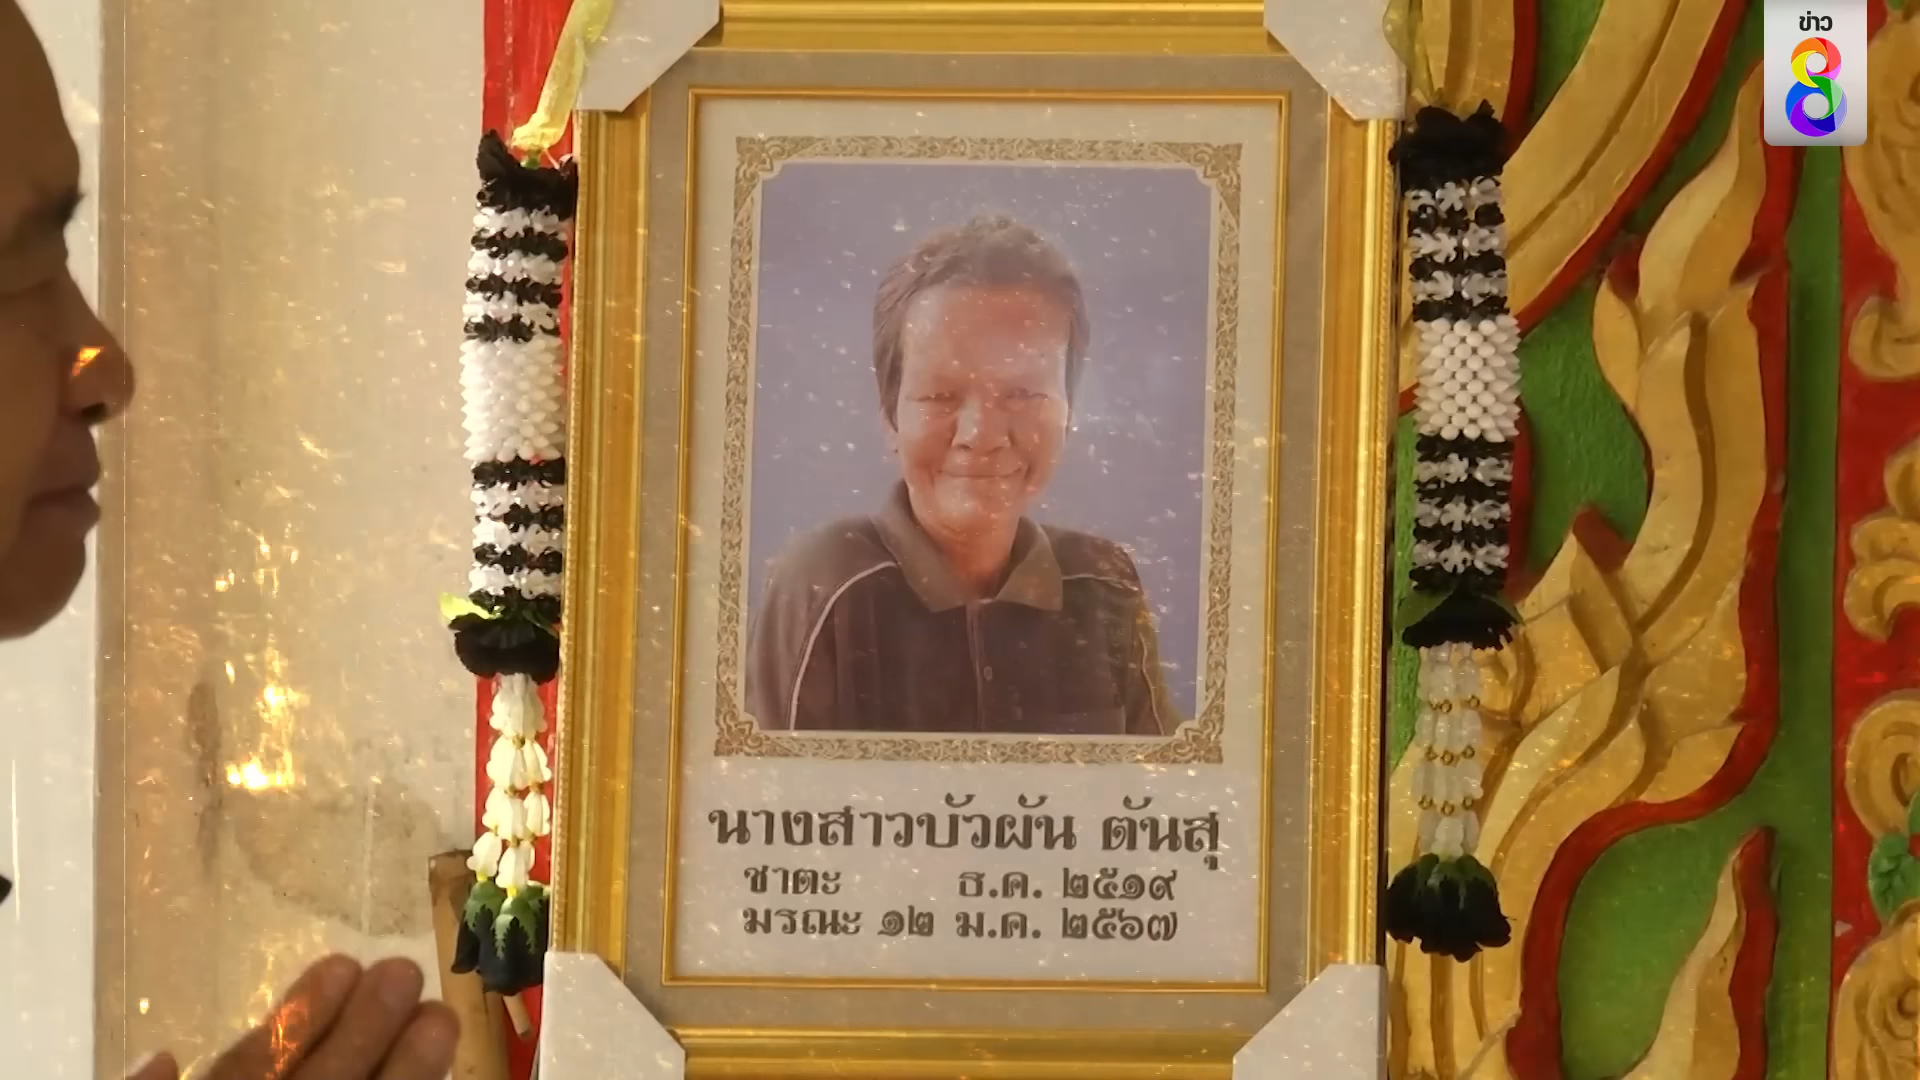 ข่าว
8
นางสาวบัวผัน ตันสุ
ชาตะ ธ.ค. ๒๕๑๙
มรณะ ๑๒ ม.ค. ๒๕๖๗